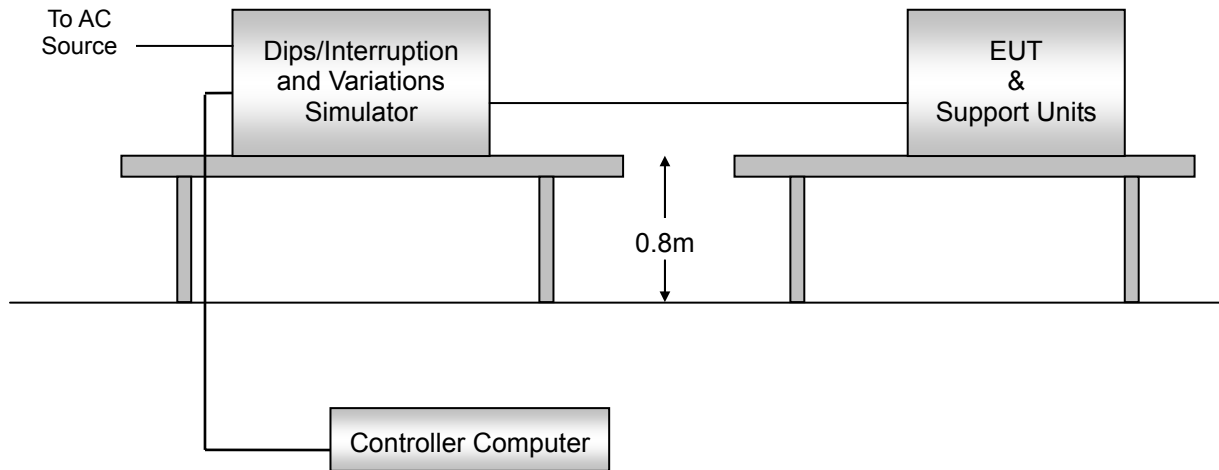 To AC
Source
Dips/Interruption
and Variations
Simulator
EUT
&
Support Units
0.8m
Controller Computer